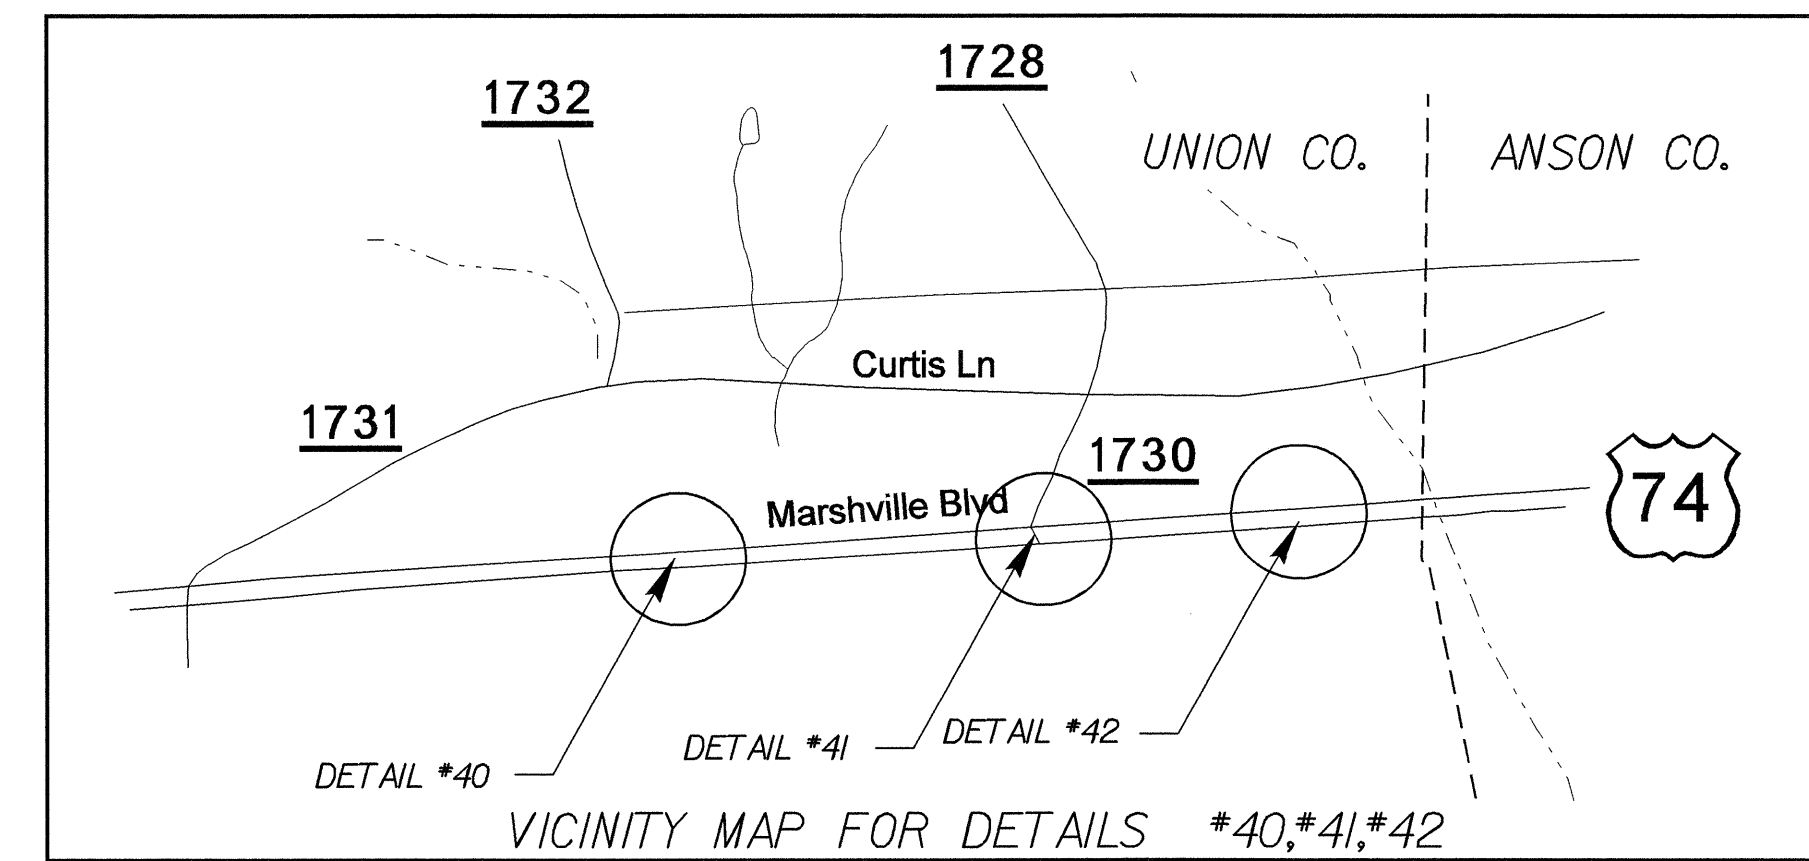 1728
1732
UNION CO.
ANSON CO.
Curtis Ln
1731
1730
74
Marshville Blvd
DETAIL #40
DETAIL #41
DETAIL #42
VICINITY MAP FOR DETAILS #40,#41,#42